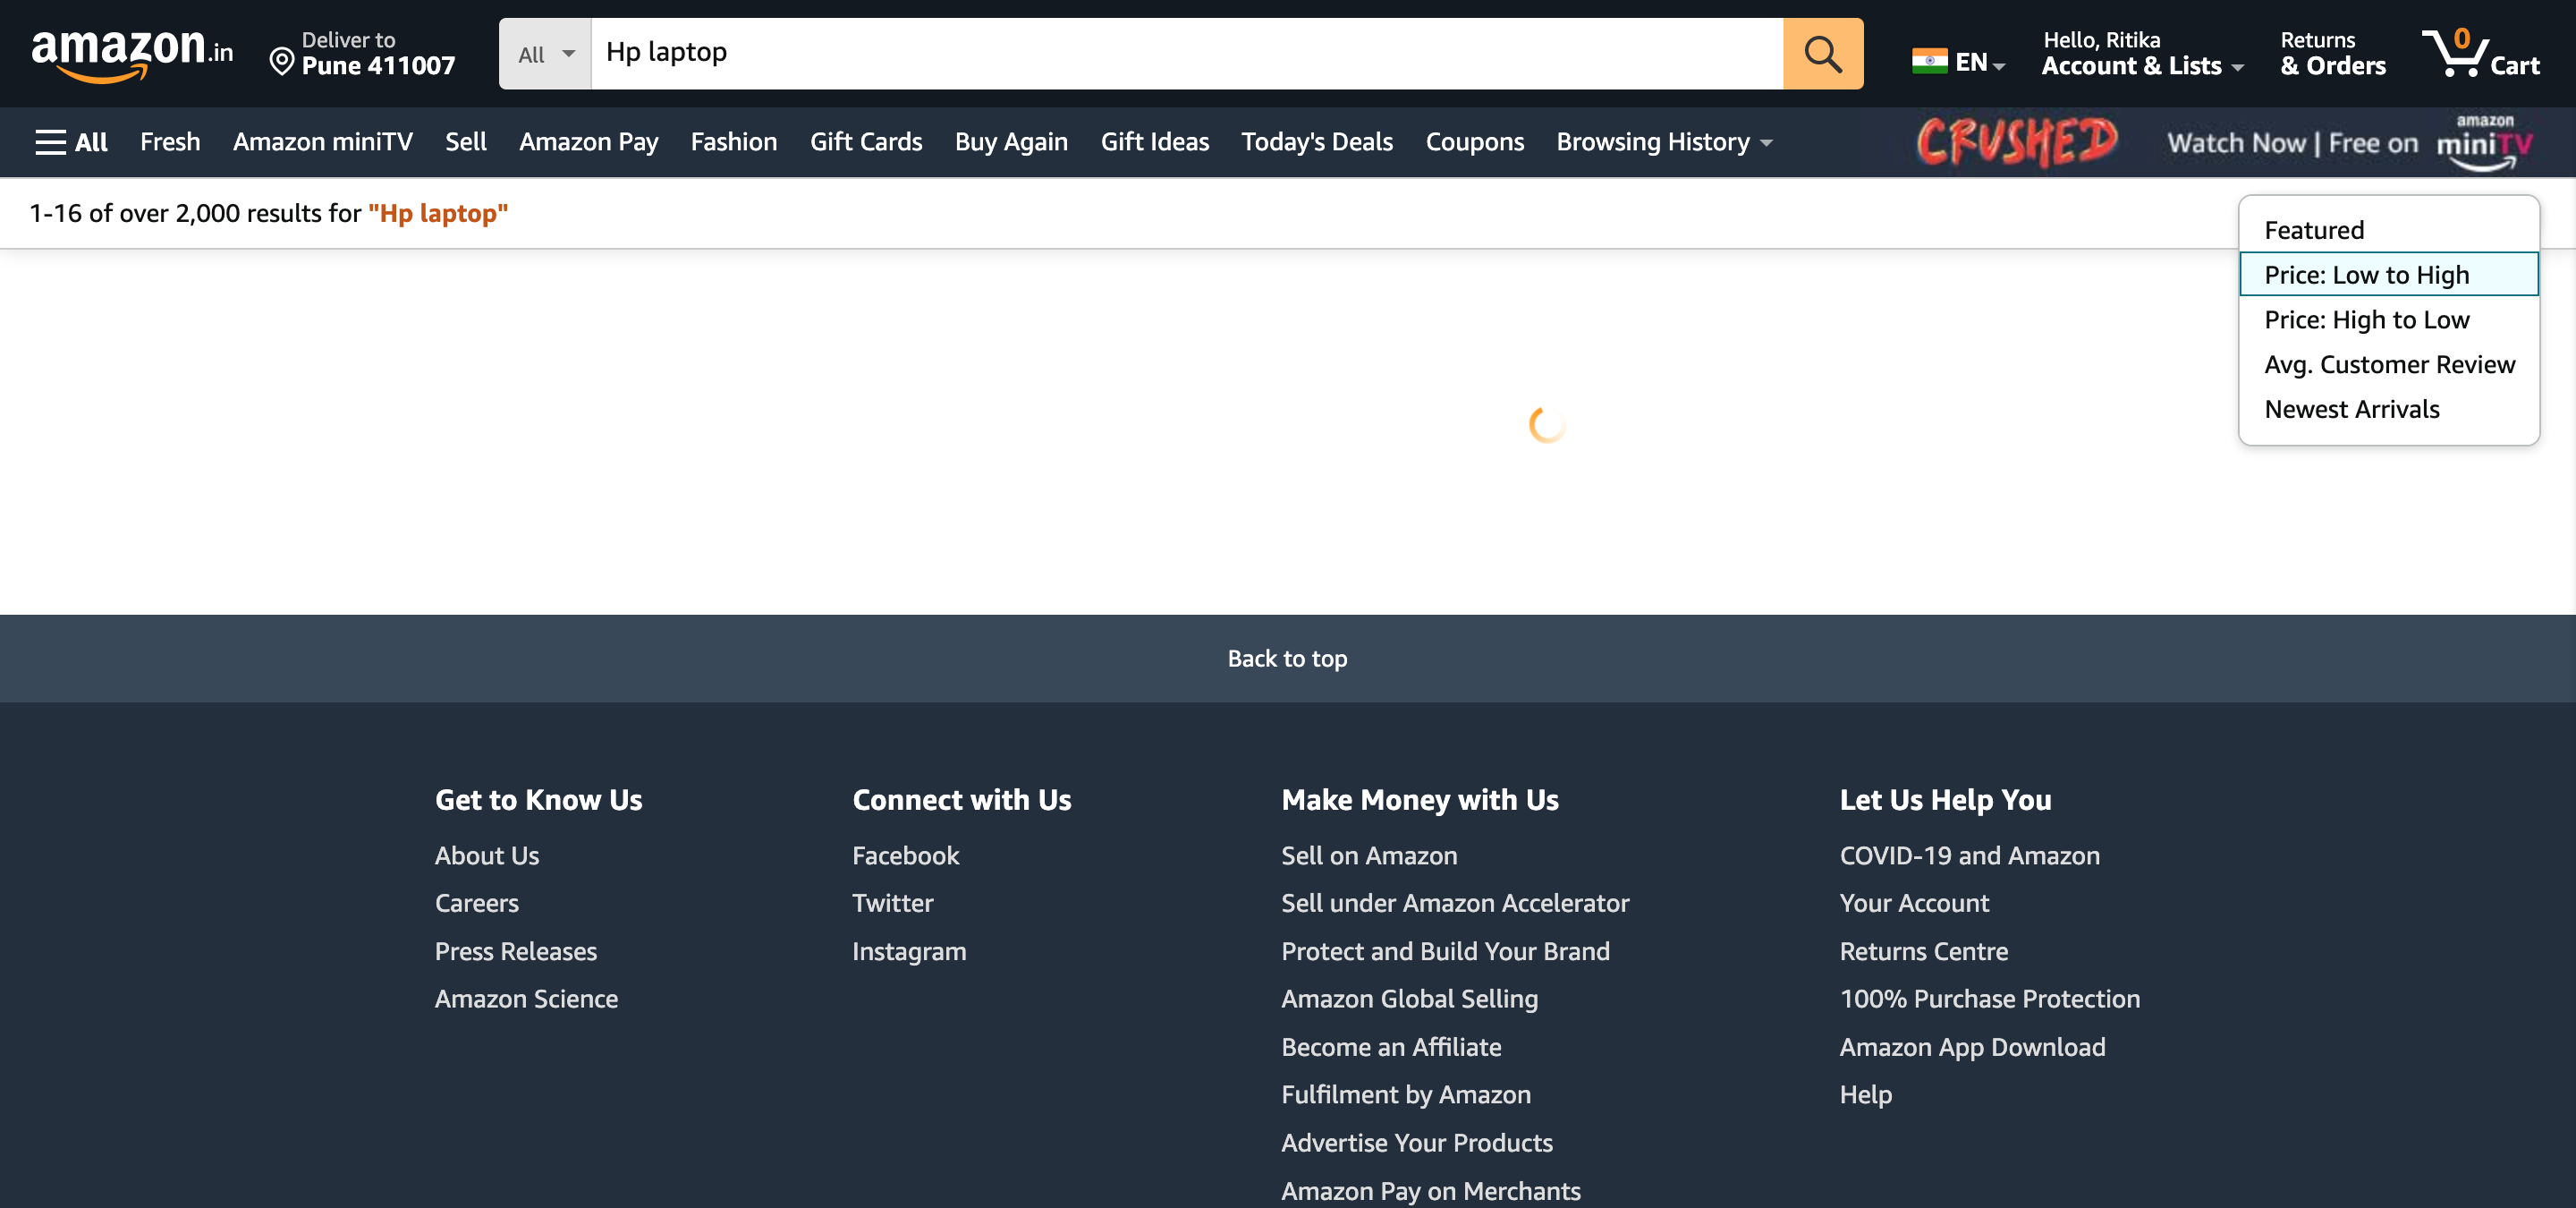 amazon.in
Deliver to
Pune 411007
All
Hp laptop
EN
Hello, Ritika
Account & Lists
Returns
& Orders
0
Cart
All
Fresh
Amazon miniTV
Sell
Amazon Pay
Fashion
Gift Cards
Buy Again
Gift Ideas
Today's Deals
Coupons
Browsing History
CRUSHED
Watch Now | Free on
amazon
miniTV
1-16 of over 2,000 results for "Hp laptop"
Featured
Price: Low to High
Price: High to Low
Avg. Customer Review
Newest Arrivals
Back to top
Get to Know Us
About Us
Careers
Press Releases
Amazon Science
Connect with Us
Facebook
Twitter
Instagram
Make Money with Us
Sell on Amazon
Sell under Amazon Accelerator
Protect and Build Your Brand
Amazon Global Selling
Become an Affiliate
Fulfilment by Amazon
Advertise Your Products
Amazon Pay on Merchants
Let Us Help You
COVID-19 and Amazon
Your Account
Returns Centre
100% Purchase Protection
Amazon App Download
Help